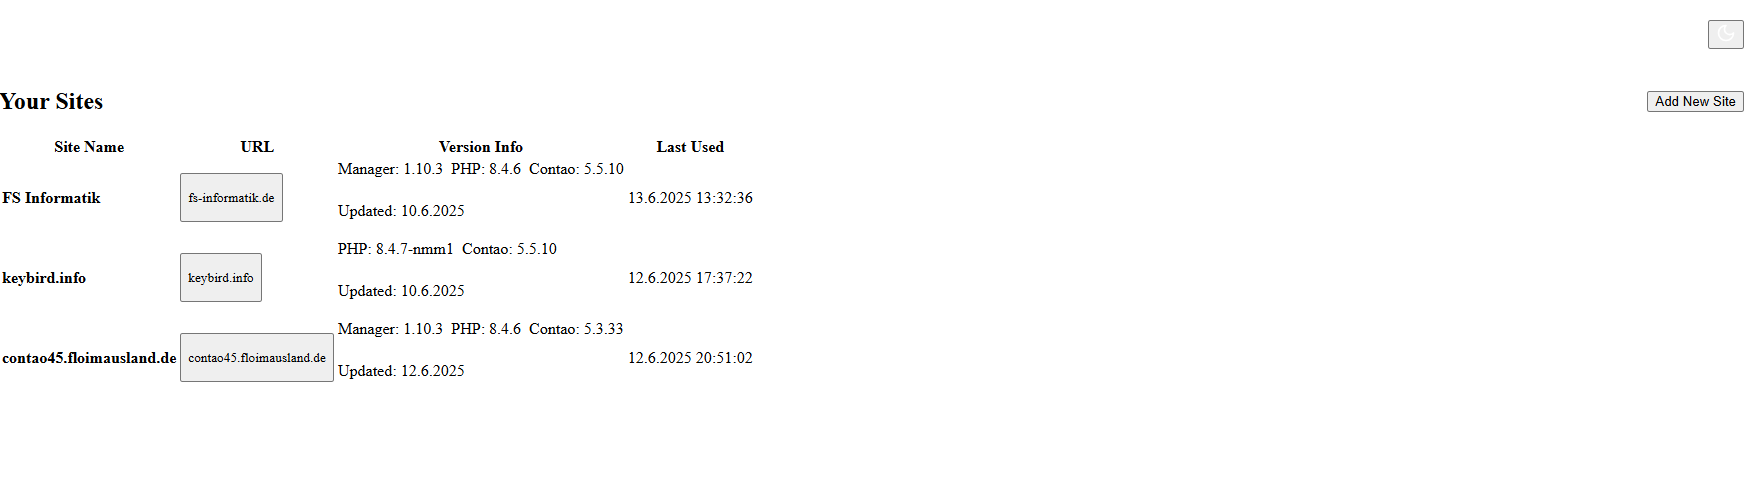 Your Sites
Add New Site
Site Name URL Version Info Last Used
FS Informatik fs-informatik.de Manager: 1.10.3 PHP: 8.4.6 Contao: 5.5.10 13.6.2025 13:32:36
Updated: 10.6.2025
keybird.info keybird.info PHP: 8.4.7-nmm1 Contao: 5.5.10 12.6.2025 17:37:22
Updated: 10.6.2025
contao45.floimausland.de contao45.floimausland.de Manager: 1.10.3 PHP: 8.4.6 Contao: 5.3.33 12.6.2025 20:51:02
Updated: 12.6.2025